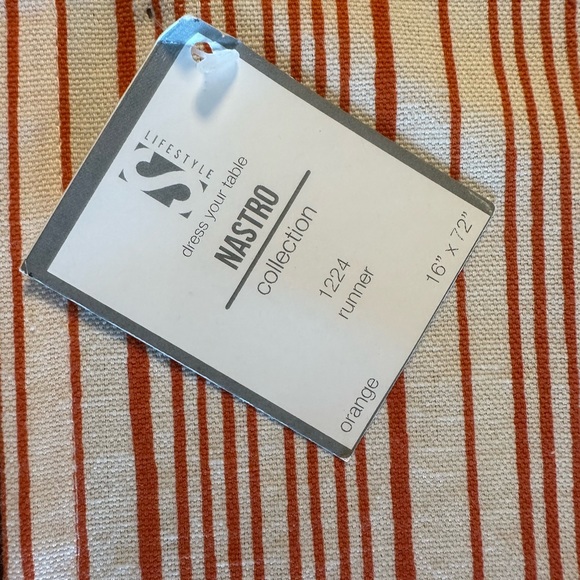 S
LIFESTYLE
dress your table
NASTRO
collection
1224
runner
orange
16" x 72"